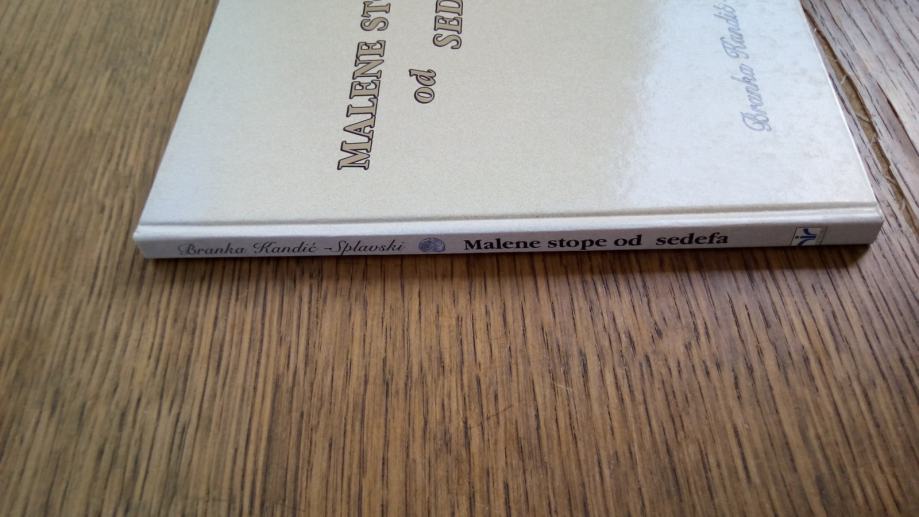 MALENE ST
od SED
Branka Kandić
Branka Kandić - Splavski Malene stope od sedefa